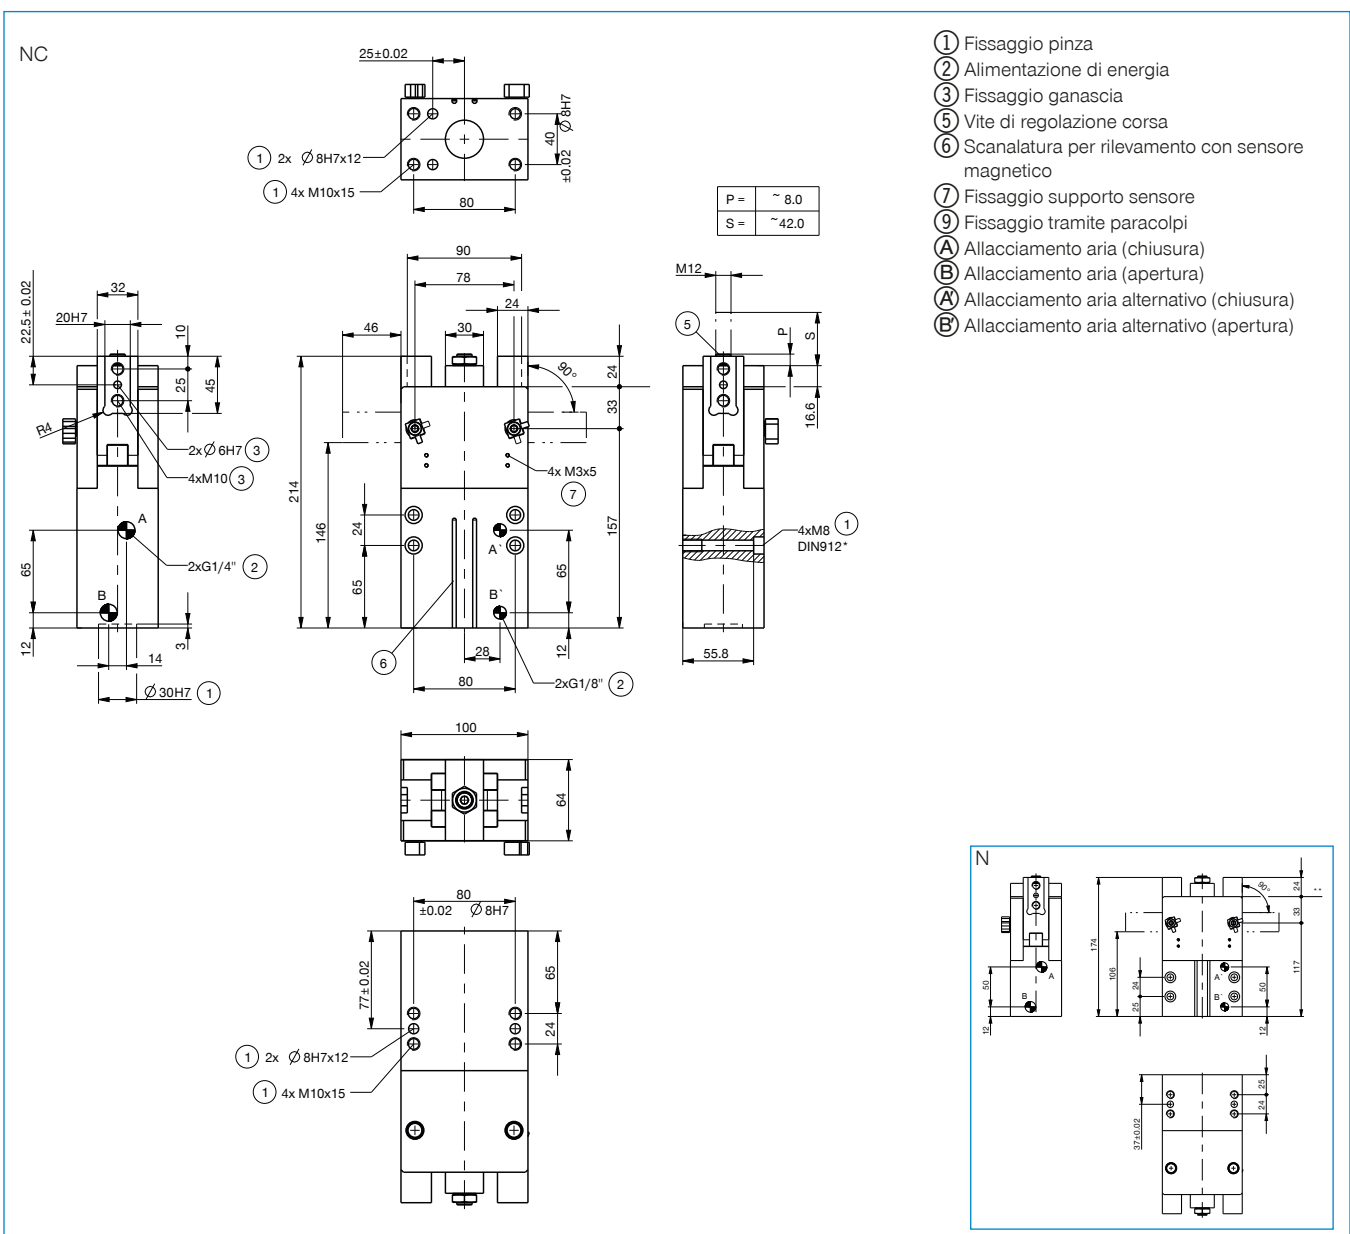 NC
25±0.02
Ø 8H7
40
±0.02
1 2x Ø 8H7x12
1 4x M10x15
80
P = ~ 8.0
S = ~42.0
1 Fissaggio pinza
2 Alimentazione di energia
3 Fissaggio ganascia
5 Vite di regolazione corsa
6 Scanalatura per rilevamento con sensore
magnetico
7 Fissaggio supporto sensore
9 Fissaggio tramite paracolpi
A Allacciamento aria (chiusura)
B Allacciamento aria (apertura)
A' Allacciamento aria alternativo (chiusura)
B' Allacciamento aria alternativo (apertura)
22.5± 0.02
32
20H7
10
25
45
R4
2x Ø 6H7 3
4xM10 3
A
2xG1/4" 2
65
B
12
3
14
Ø 30H7 1
90
78
24
46
30
90°
24
33
4x M3x5
7
214
146
24
65
157
A`
B`
65
12
6
28
80
2xG1/8" 2
M12
5
P
S
16.6
4xM8 1
DIN912*
55.8
100
64
80
±0.02 Ø 8H7
77±0.02
65
24
1 2x Ø 8H7x12
1 4x M10x15
N
90°
24
**
33
174
106
117
50
A
B
12
24
25
A`
B`
50
12
25
24
37±0.02